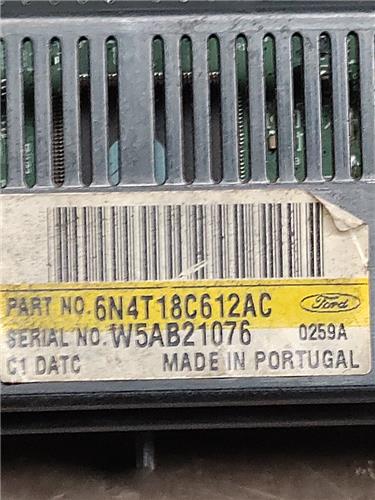 PART NO. 6N4T18C612AC Ford
SERIAL NO. W5AB21076 0259A
C1 DATC MADE IN PORTUGAL